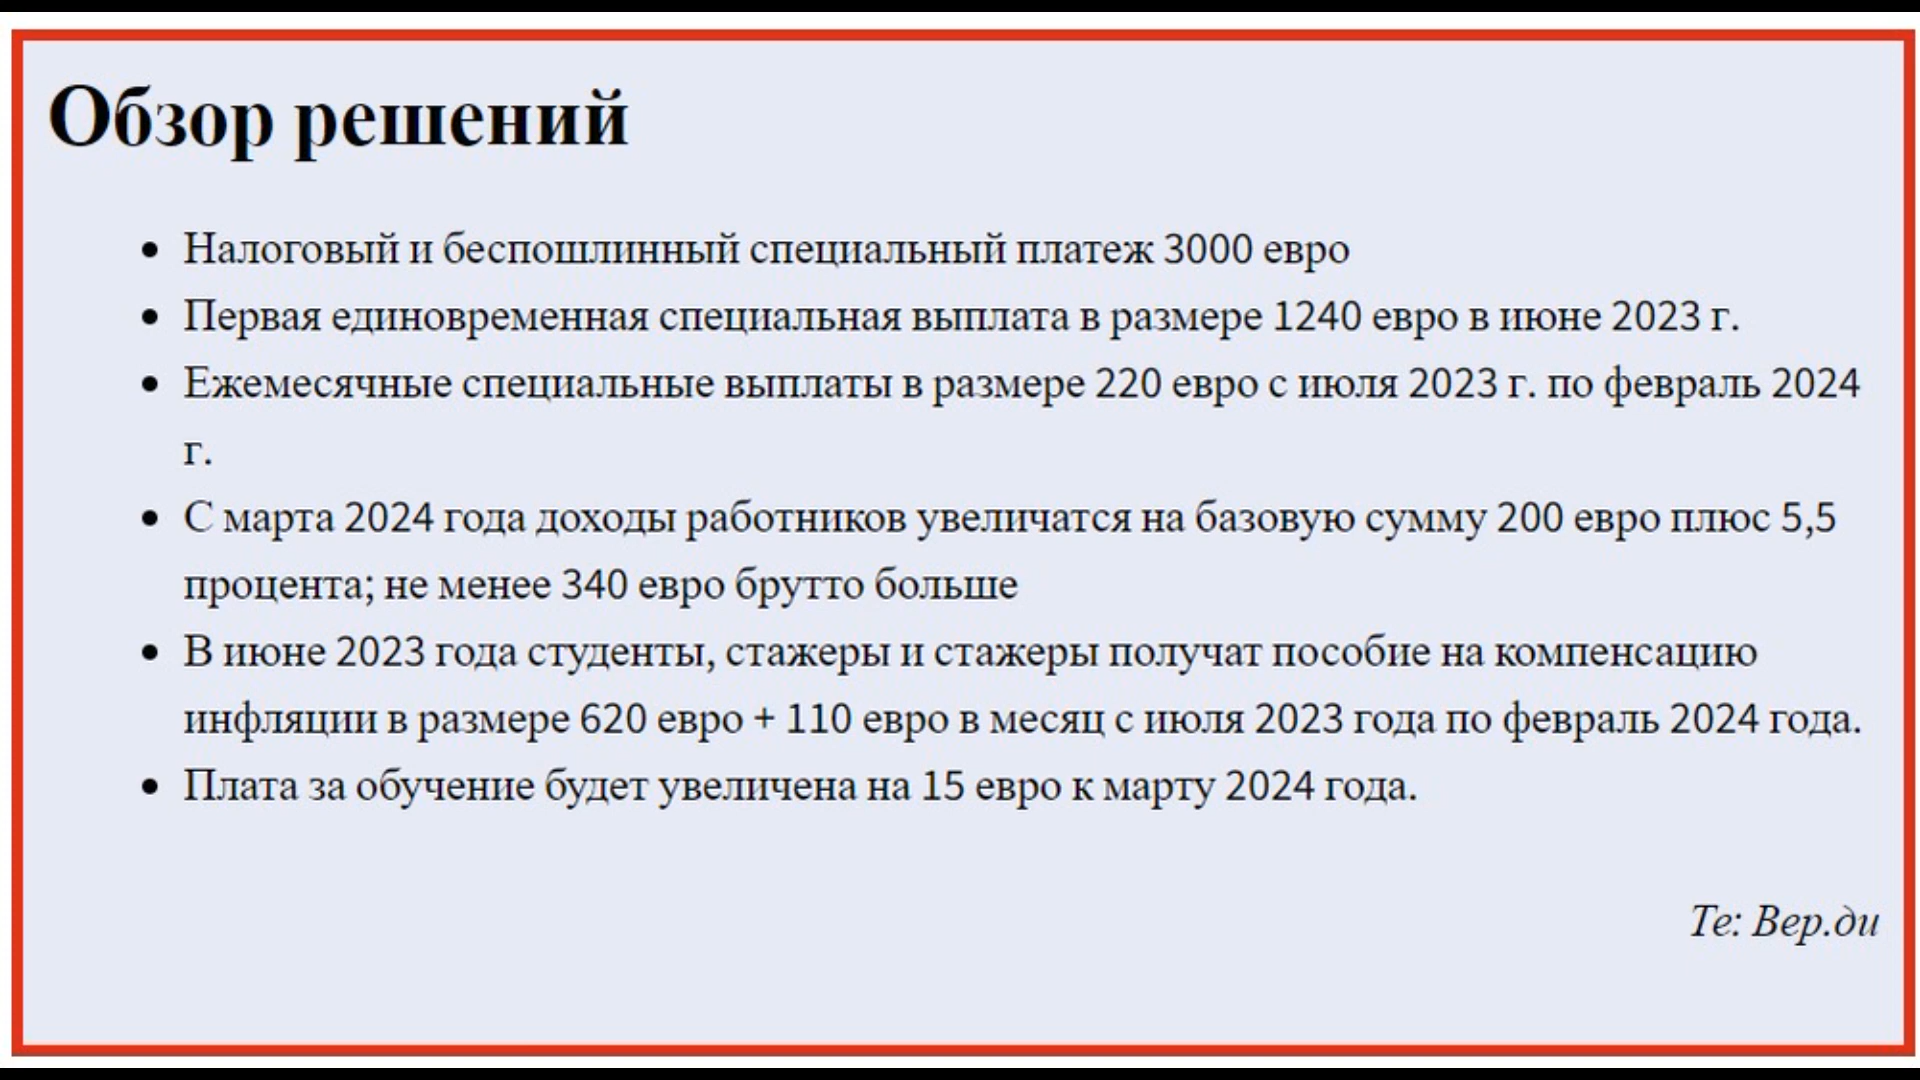 Обзор решений
• Налоговый и беспошлинный специальный платеж 3000 евро
• Первая единовременная специальная выплата в размере 1240 евро в июне 2023 г.
• Ежемесячные специальные выплаты в размере 220 евро с июля 2023 г. по февраль 2024
г.
• С марта 2024 года доходы работников увеличатся на базовую сумму 200 евро плюс 5,5
процента; не менее 340 евро брутто больше
• В июне 2023 года студенты, стажеры и стажеры получат пособие на компенсацию
инфляции в размере 620 евро + 110 евро в месяц с июля 2023 года по февраль 2024 года.
• Плата за обучение будет увеличена на 15 евро к марту 2024 года.
Те: Вер.ди